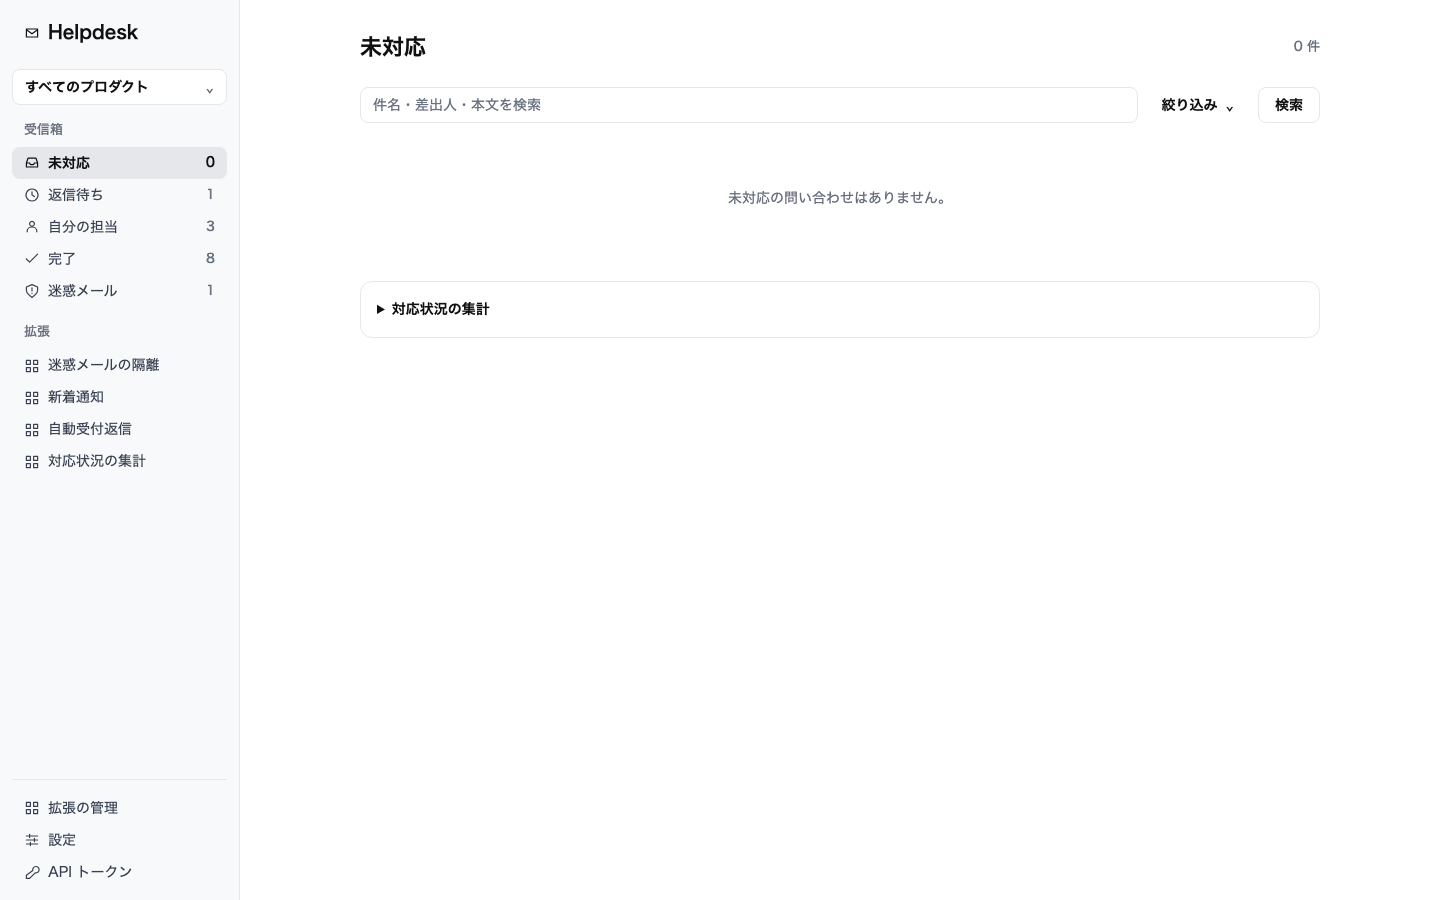 Helpdesk
すべてのプロダクト
受信箱
未対応 0
返信待ち 1
自分の担当 3
完了 8
迷惑メール 1
拡張
迷惑メールの隔離
新着通知
自動受付返信
対応状況の集計
拡張の管理
設定
API トークン
未対応
0 件
件名・差出人・本文を検索
絞り込み
検索
未対応の問い合わせはありません。
対応状況の集計